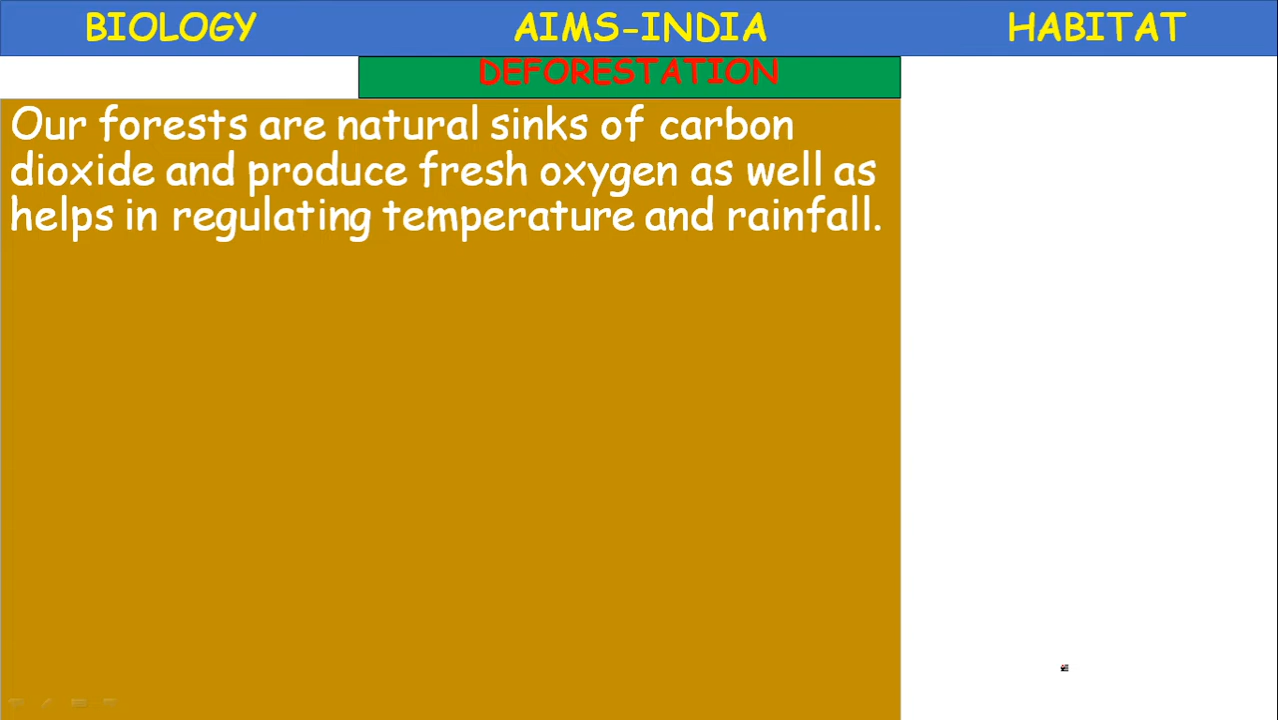 BIOLOGY AIMS-INDIA HABITAT
DEFORESTATION
Our forests are natural sinks of carbon
dioxide and produce fresh oxygen as well as
helps in regulating temperature and rainfall.